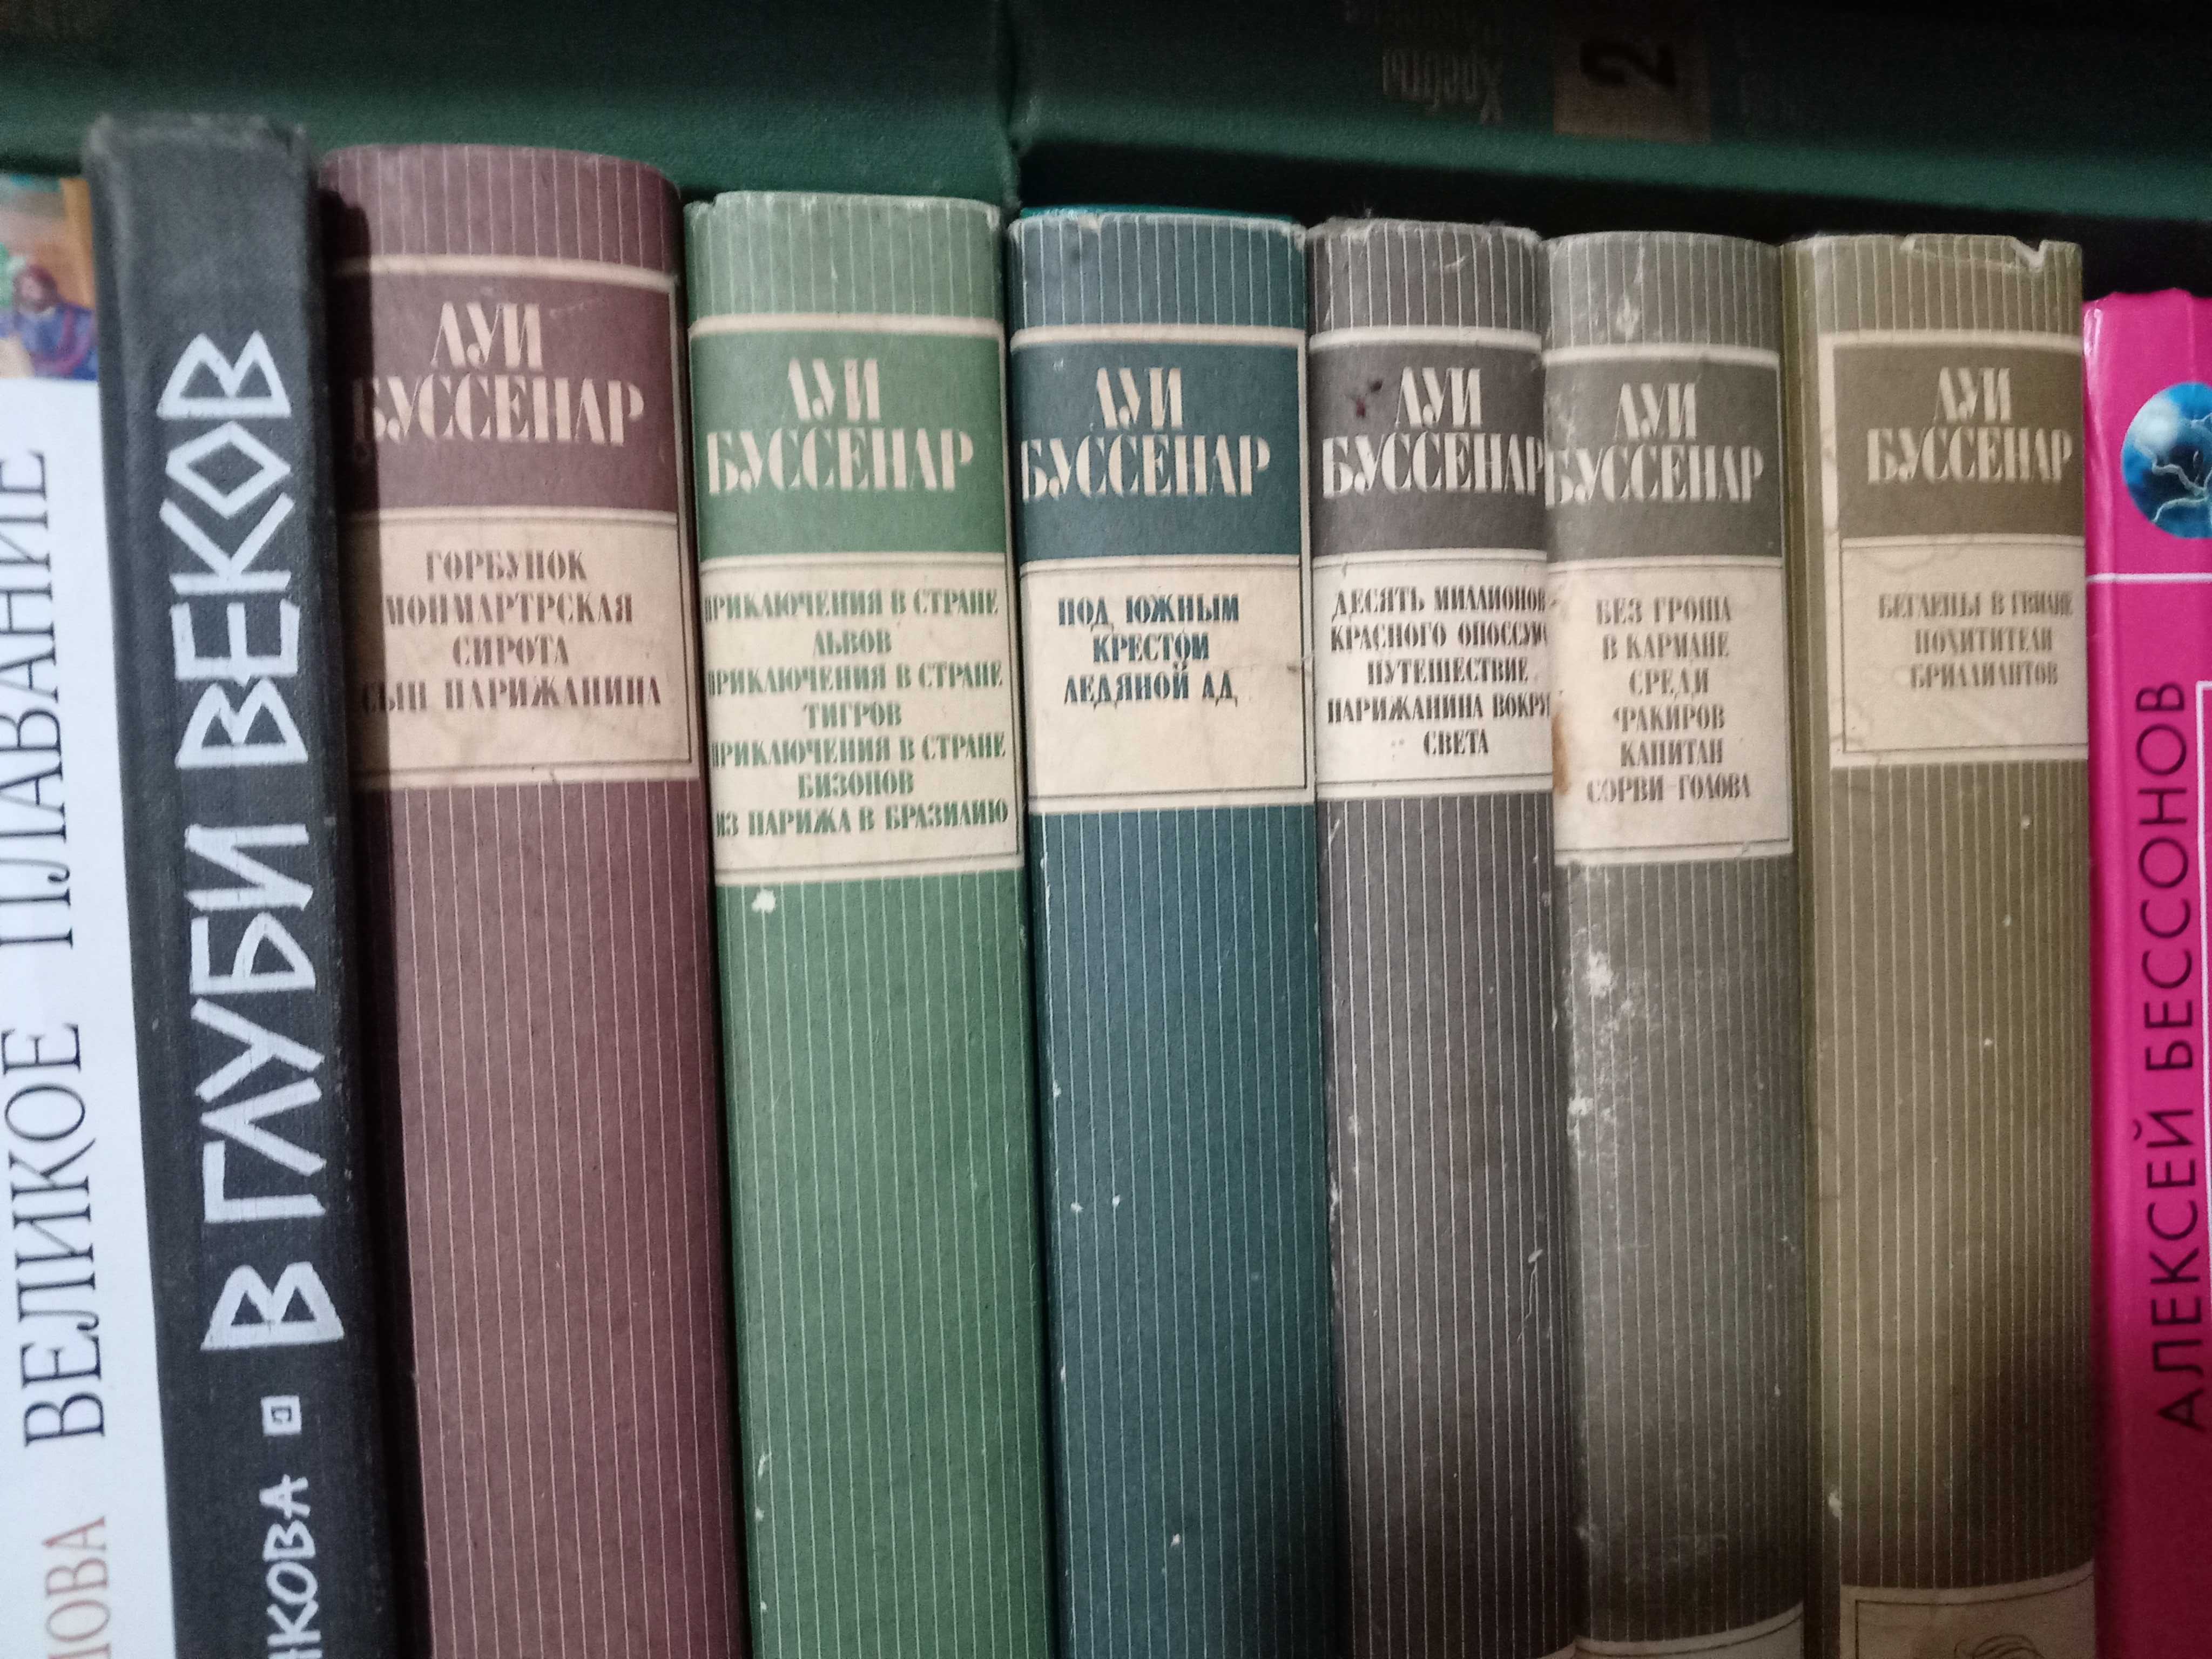 Хребты
2
ВЕЛИКОЕ ПЛАВАНИЕ
В ГЛУБИ ВЕКОВ
ЛУИ
БУССЕНАР
ГОРБУНОК
МОНМАРТРСКАЯ
СИРОТА
СЫН ПАРИЖАНИНА
ЛУИ
БУССЕНАР
ПРИКЛЮЧЕНИЯ В СТРАНЕ
ЛЬВОВ
ПРИКЛЮЧЕНИЯ В СТРАНЕ
ТИГРОВ
ПРИКЛЮЧЕНИЯ В СТРАНЕ
БИЗОНОВ
ИЗ ПАРИЖА В БРАЗИЛИЮ
ЛУИ
БУССЕНАР
ПОД ЮЖНЫМ
КРЕСТОМ
ЛЕДЯНОЙ АД
ЛУИ
БУССЕНАР
ДЕСЯТЬ МИЛЛИОНОВ
КРАСНОГО ОПОССУМ
ПУТЕШЕСТВИЕ
ПАРИЖАНИНА ВОКРУГ
СВЕТА
ЛУИ
БУССЕНАР
БЕЗ ГРОША
В КАРМАНЕ
СРЕДИ
ФАКИРОВ
КАПИТАН
СОРВИ-ГОЛОВА
ЛУИ
БУССЕНАР
БЕГЛЕЦЫ В ГВИАНЕ
ПОХИТИТЕЛИ
БРИЛЛИАНТОВ
АЛЕКСЕЙ БЕССОНОВ